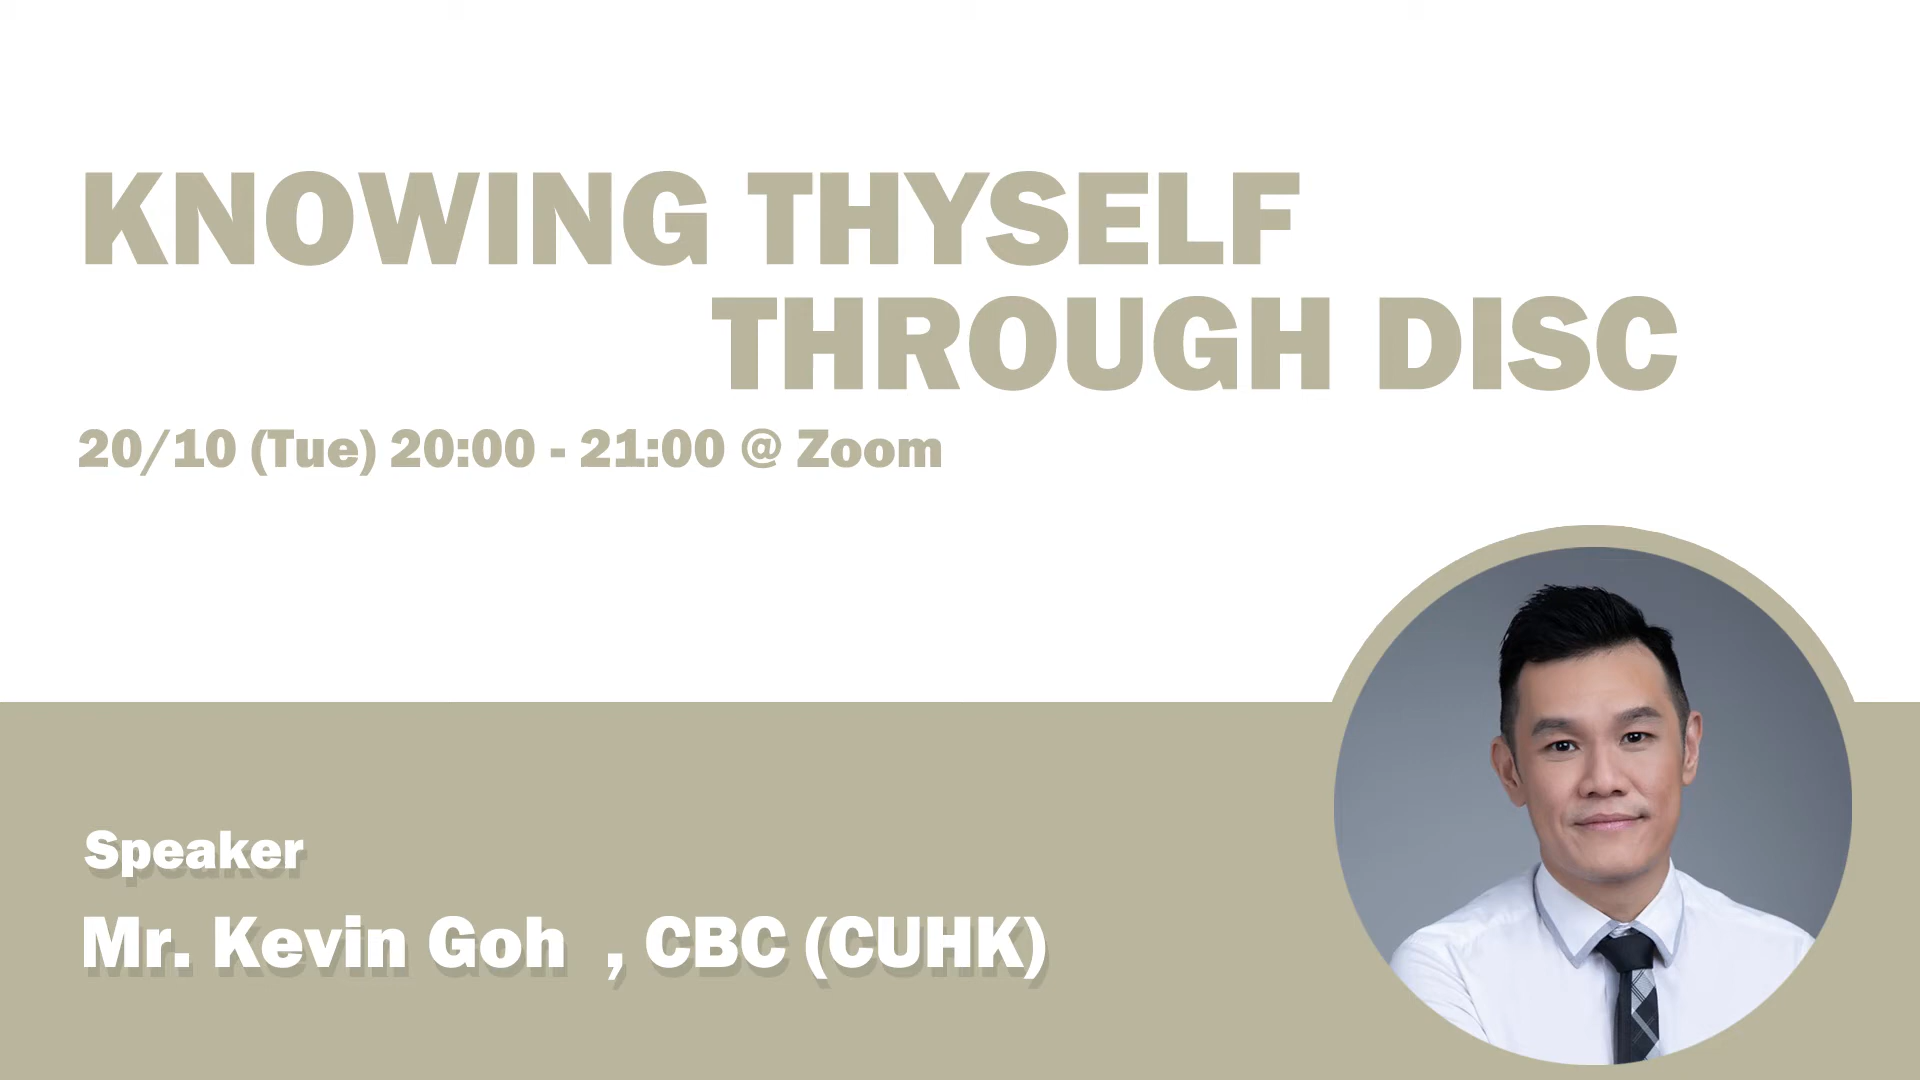 KNOWING THYSELF
THROUGH DISC
20/10 (Tue) 20:00 - 21:00 @ Zoom
Speaker
Mr. Kevin Goh , CBC (CUHK)